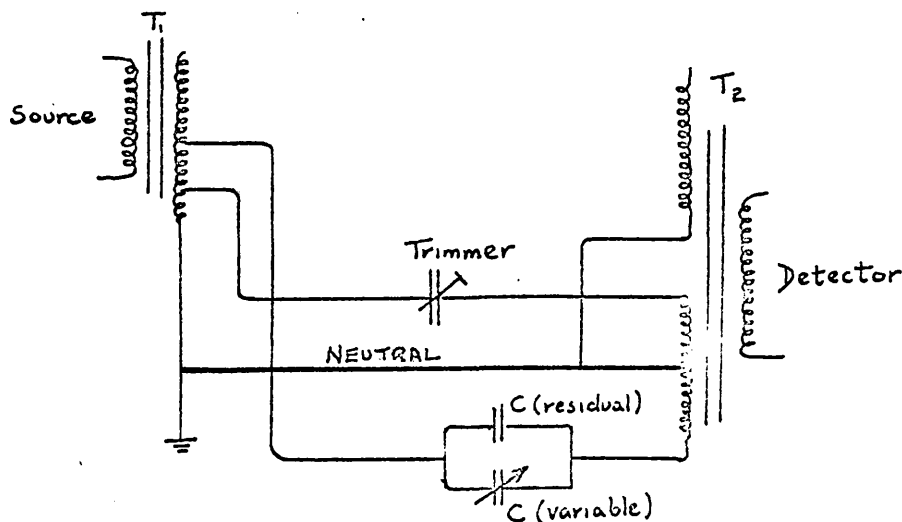 T1
Source
T2
Trimmer
Detector
NEUTRAL
C (residual)
C (variable)